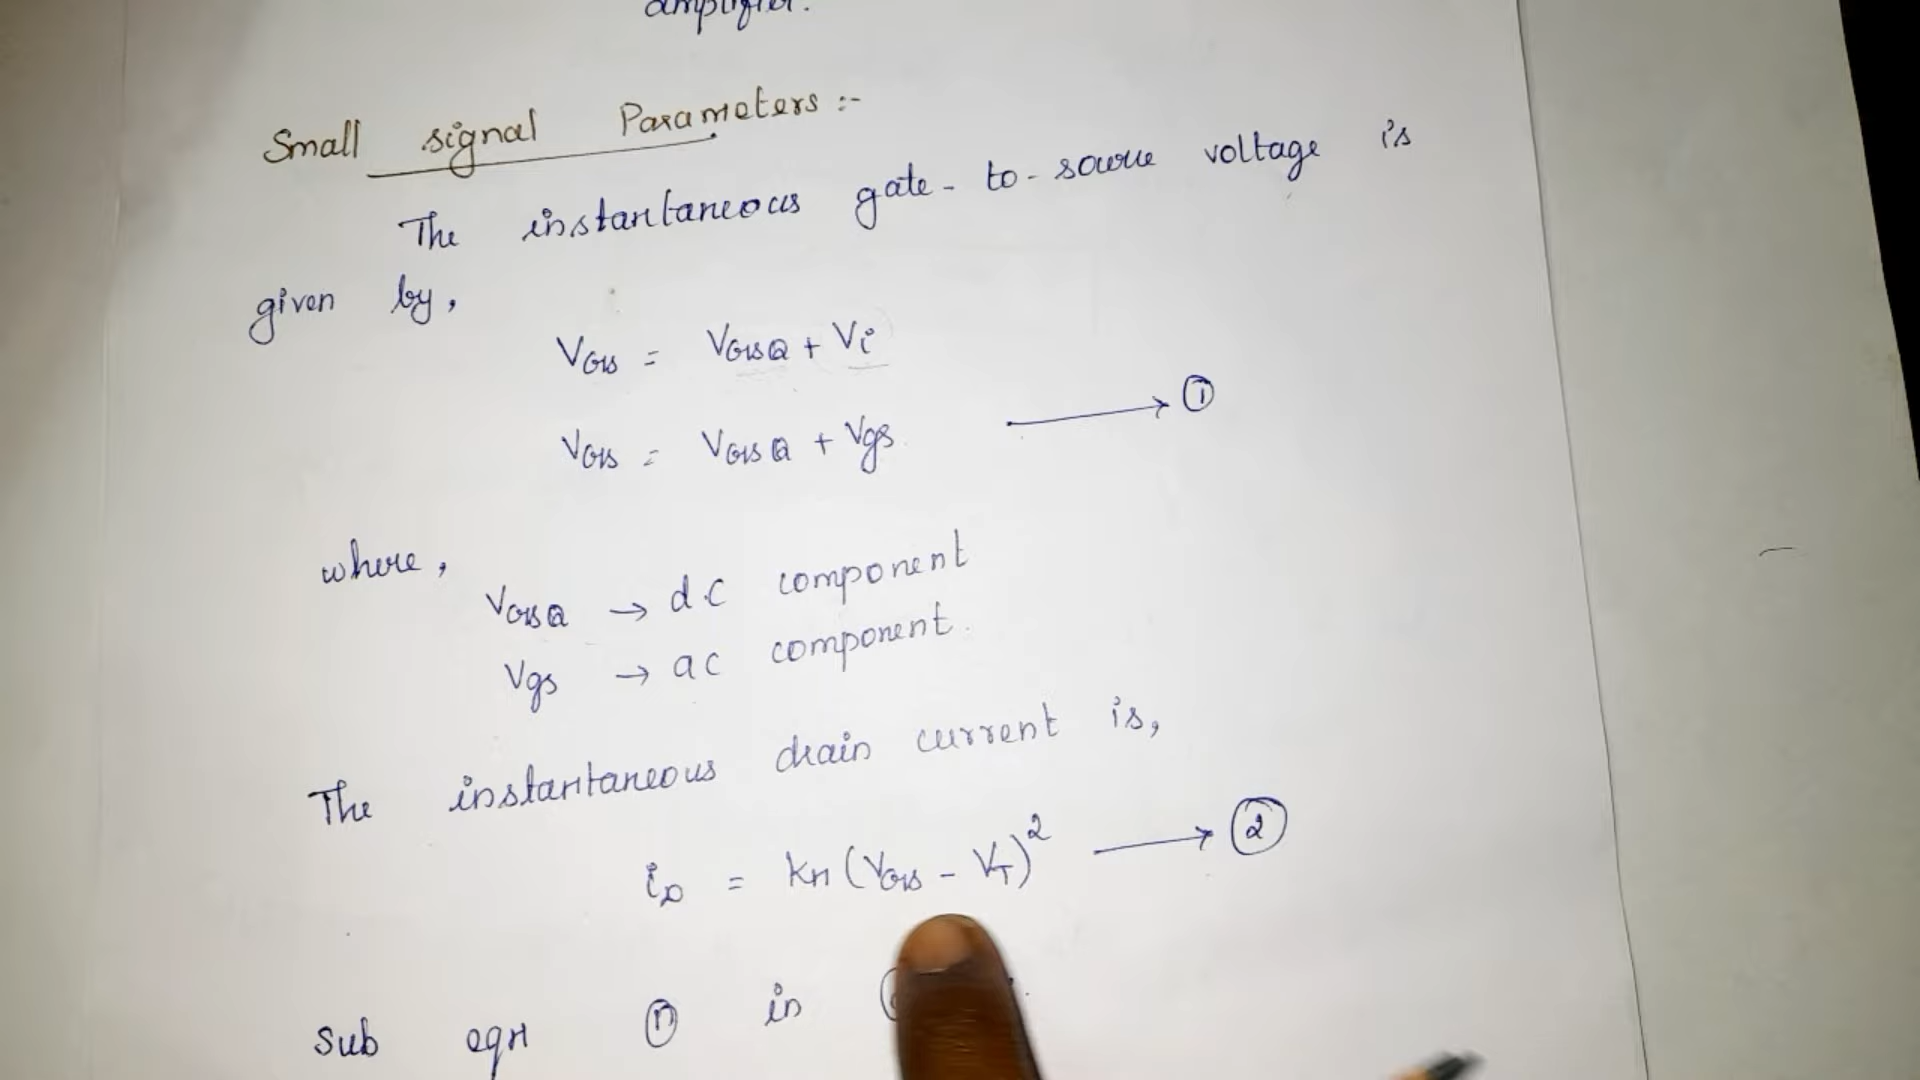 amplifier.
Small signal Parameters :-
The instantaneous gate-to-source voltage is
given by,
VGS = VGSQ + Vi
VGS = VGSQ + Vgs → ①
where,
VGSQ → d.c component
Vgs → ac component.
The instantaneous drain current is,
iD = kn (VGS - VT)² → ②
Sub eqn ① in